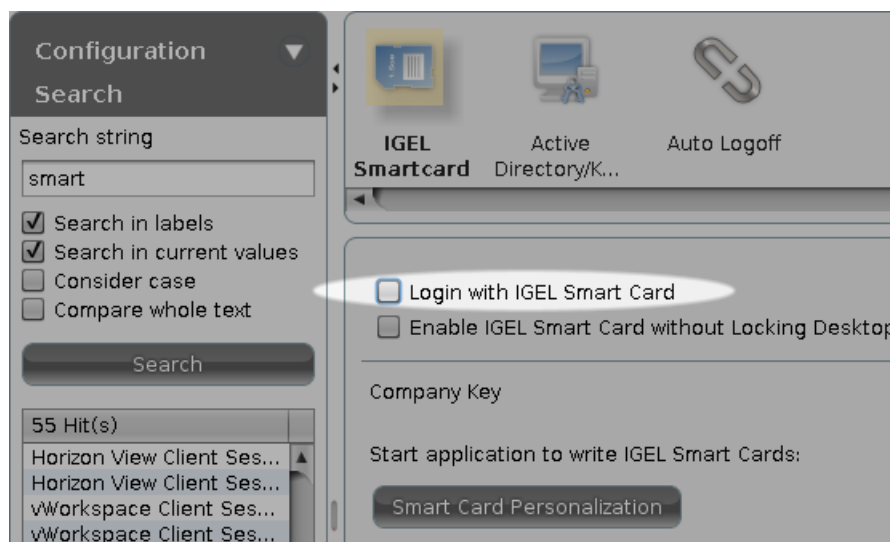 Configuration
Search
Search string
smart
Search in labels
Search in current values
Consider case
Compare whole text
Search
55 Hit(s)
Horizon View Client Ses...
Horizon View Client Ses...
vWorkspace Client Ses...
vWorkspace Client Ses...
IGEL
Smartcard
Active
Directory/K...
Auto Logoff
Login with IGEL Smart Card
Enable IGEL Smart Card without Locking Desktop
Company Key
Start application to write IGEL Smart Cards:
Smart Card Personalization